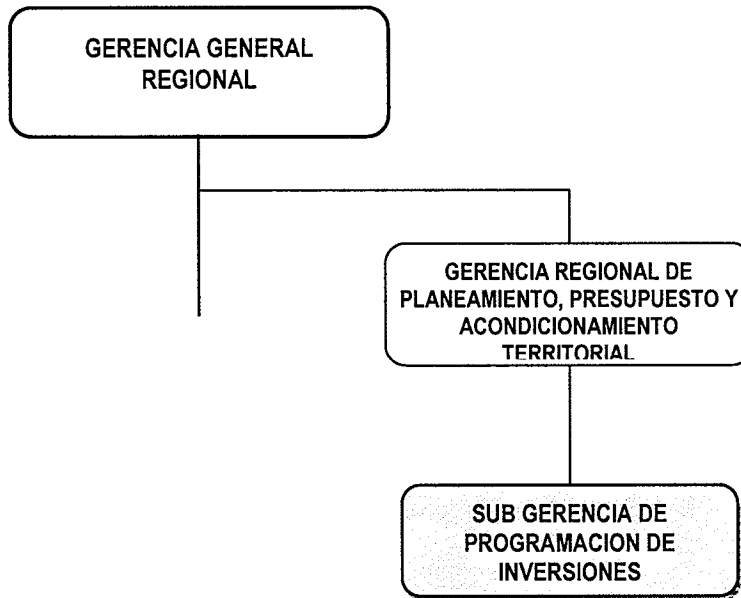 GERENCIA GENERAL
REGIONAL
GERENCIA REGIONAL DE
PLANEAMIENTO, PRESUPUESTO Y
ACONDICIONAMIENTO
TERRITORIAL
SUB GERENCIA DE
PROGRAMACION DE
INVERSIONES